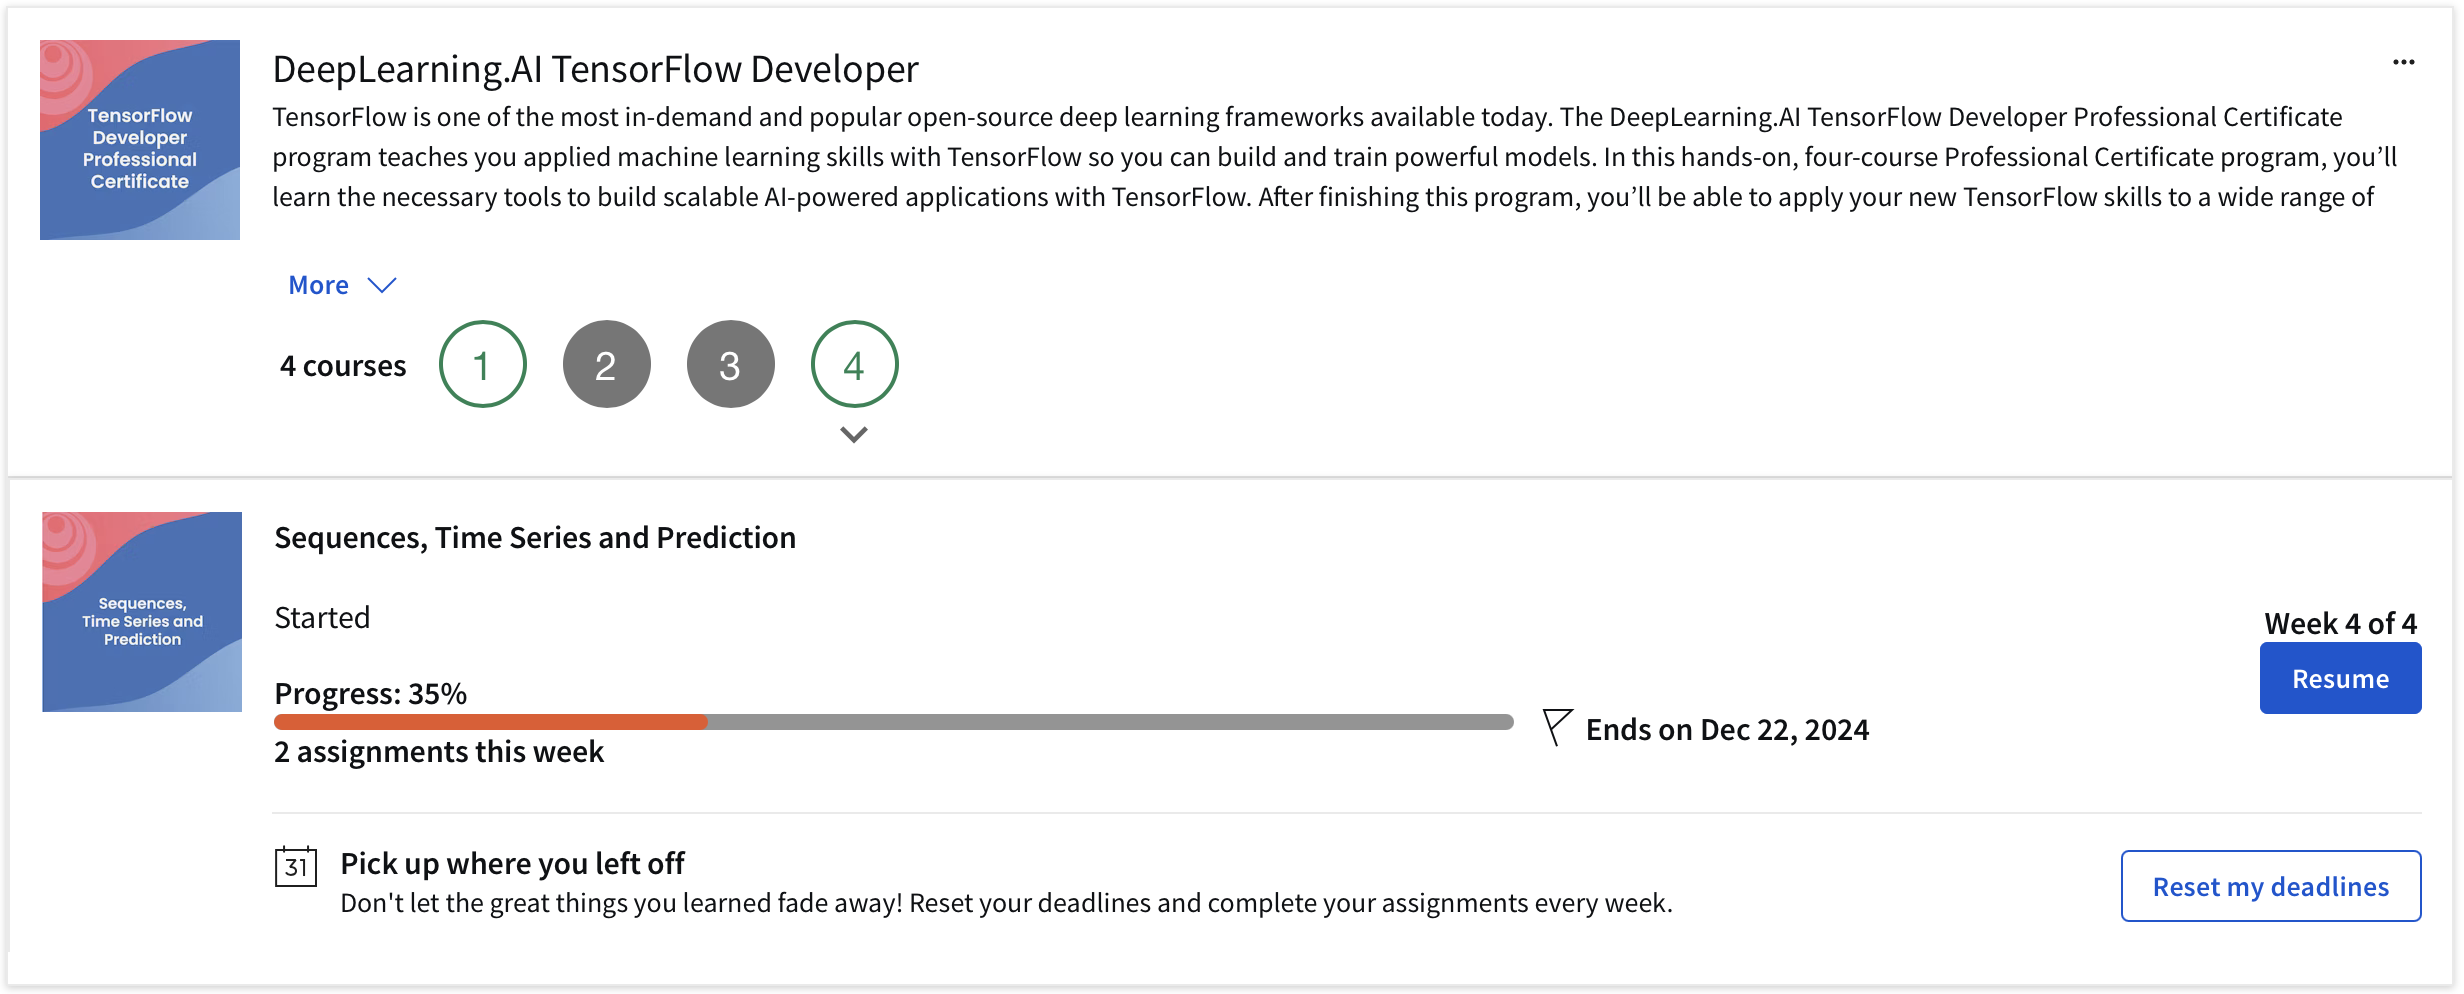 TensorFlow
Developer
Professional
Certificate
DeepLearning.AI TensorFlow Developer
...
TensorFlow is one of the most in-demand and popular open-source deep learning frameworks available today. The DeepLearning.AI TensorFlow Developer Professional Certificate
program teaches you applied machine learning skills with TensorFlow so you can build and train powerful models. In this hands-on, four-course Professional Certificate program, you’ll
learn the necessary tools to build scalable AI-powered applications with TensorFlow. After finishing this program, you’ll be able to apply your new TensorFlow skills to a wide range of
More
4 courses 1 2 3 4
Sequences,
Time Series and
Prediction
Sequences, Time Series and Prediction
Started
Week 4 of 4
Resume
Progress: 35%
Ends on Dec 22, 2024
2 assignments this week
31
Pick up where you left off
Don't let the great things you learned fade away! Reset your deadlines and complete your assignments every week.
Reset my deadlines